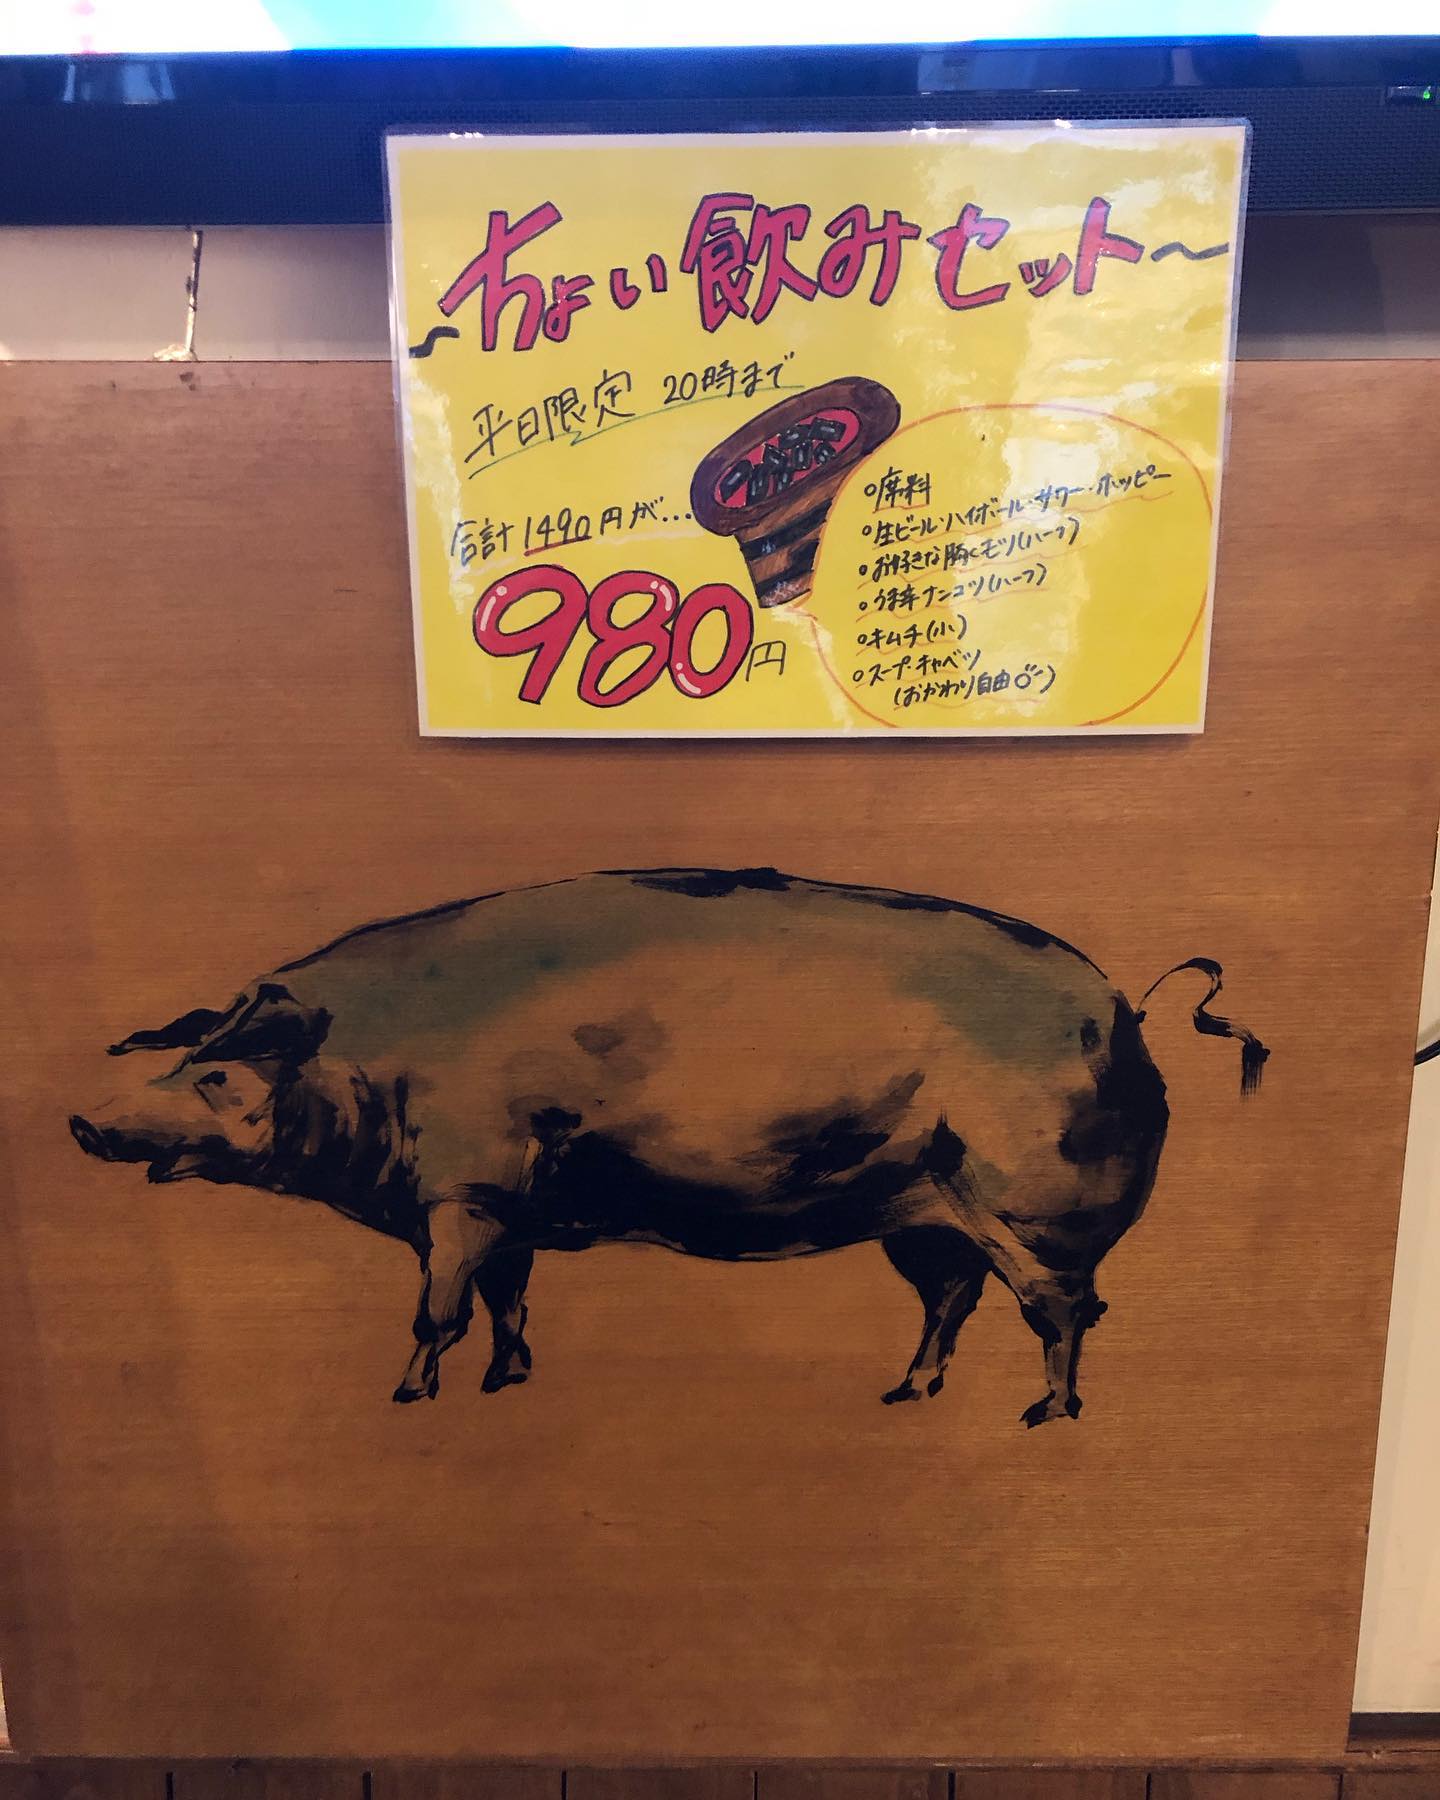 ～ちょい飲みセット～
平日限定 20時まで
合計1490円が...
980円
○席料
○生ビール・ハイボール・サワー・ホッピー
○お好きな豚ホルモツ(ハーフ)
○うま辛ナンコツ(ハーフ)
○キムチ(小)
○スープ・キャベツ
(おかわり自由)